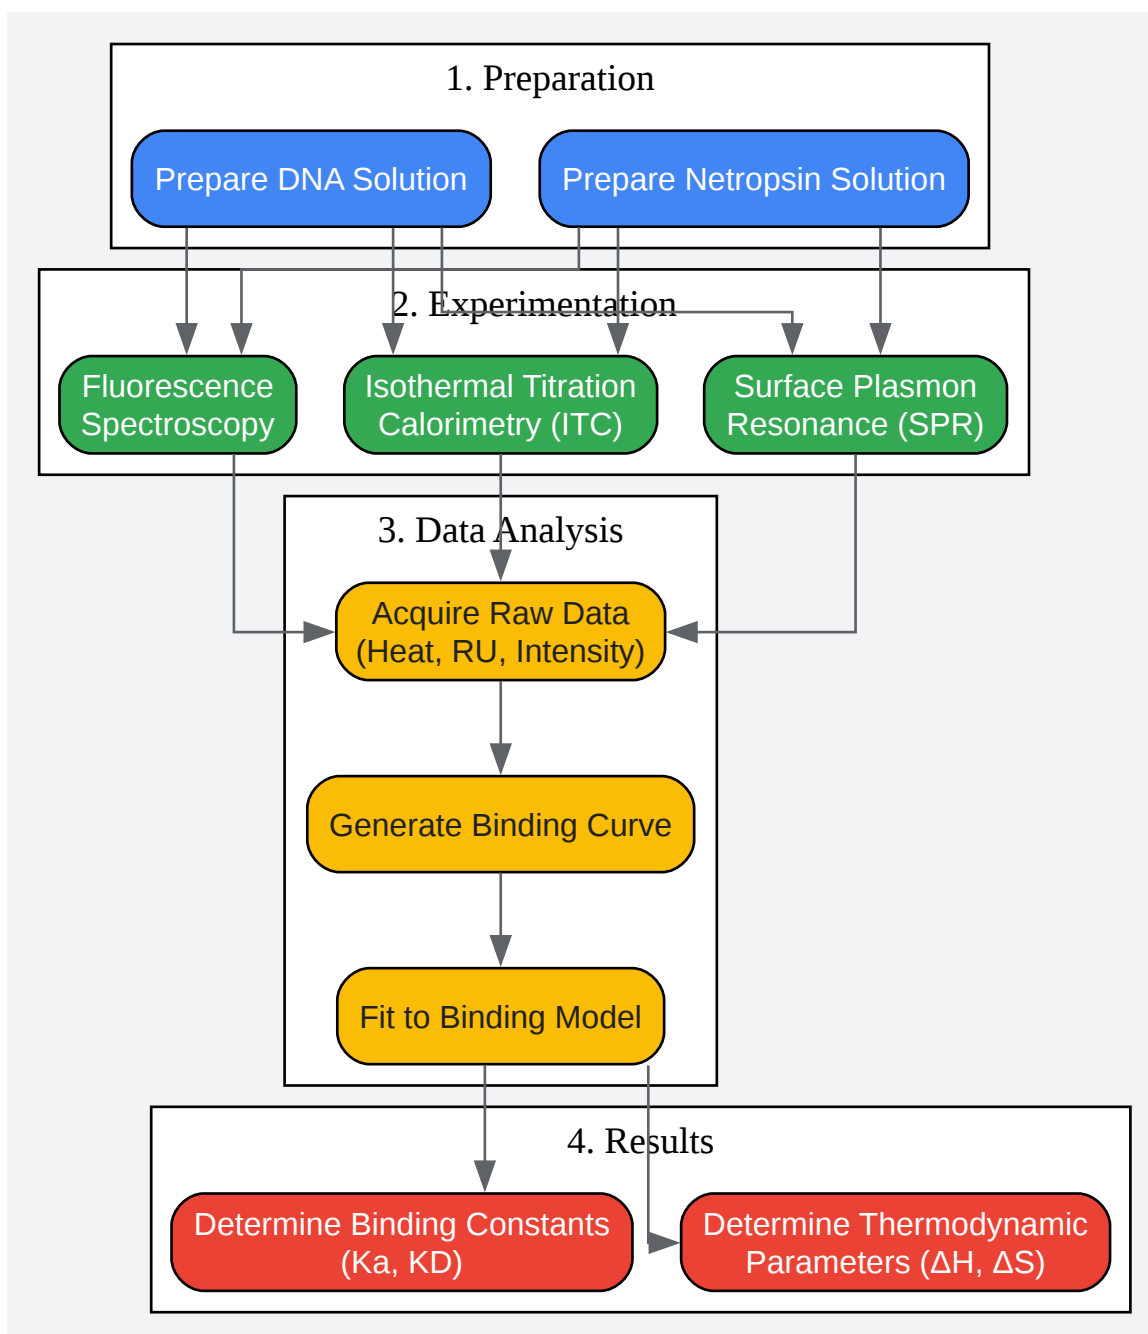 1. Preparation
Prepare DNA Solution
Prepare Netropsin Solution
2. Experimentation
Fluorescence
Spectroscopy
Isothermal Titration
Calorimetry (ITC)
Surface Plasmon
Resonance (SPR)
3. Data Analysis
Acquire Raw Data
(Heat, RU, Intensity)
Generate Binding Curve
Fit to Binding Model
4. Results
Determine Binding Constants
(Ka, KD)
Determine Thermodynamic
Parameters (ΔH, ΔS)